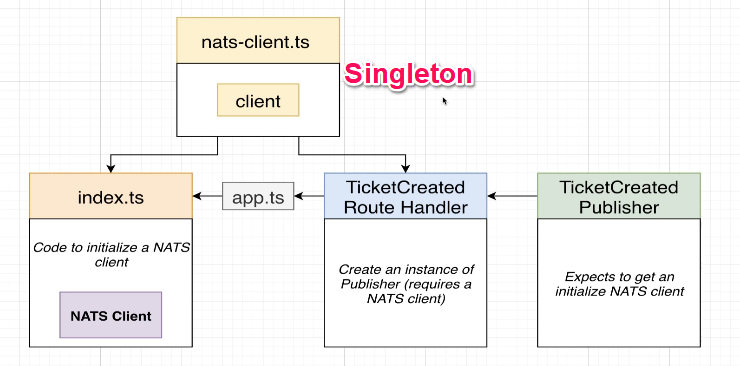 nats-client.ts
Singleton
client
index.ts
app.ts
TicketCreated
Route Handler
TicketCreated
Publisher
Code to initialize a NATS
client
NATS Client
Create an instance of
Publisher (requires a
NATS client)
Expects to get an
initialize NATS client